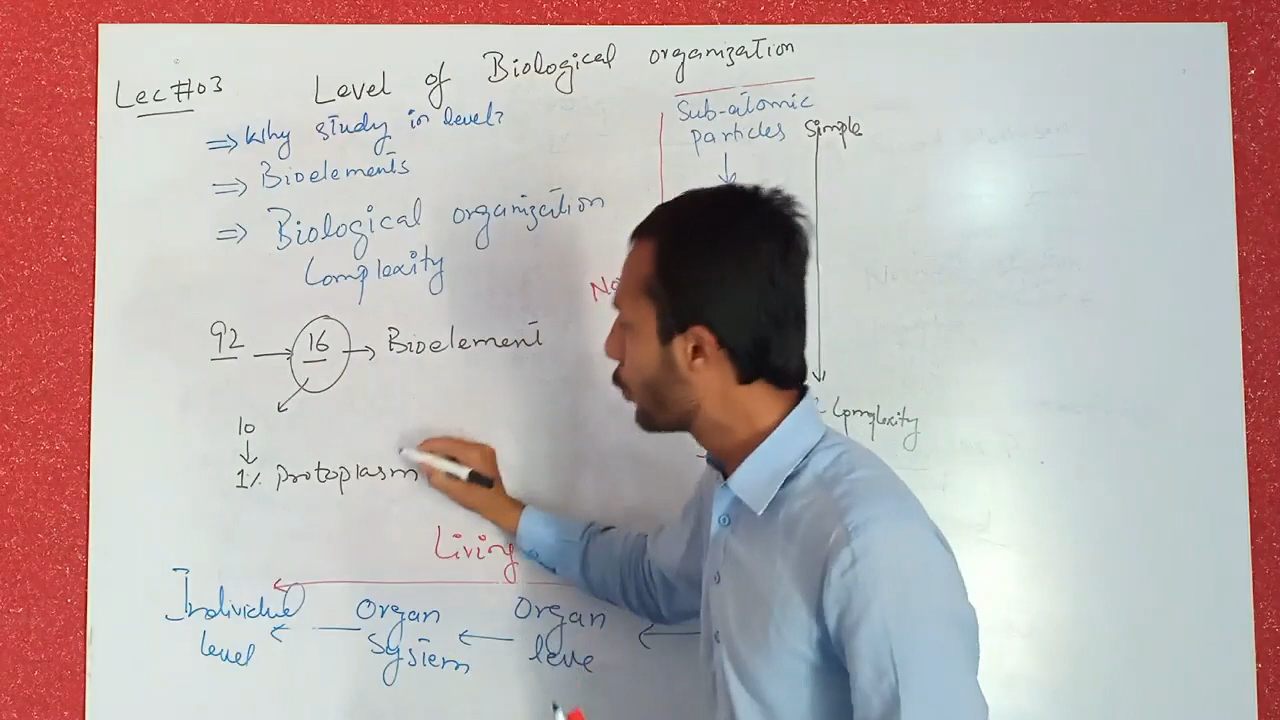 Lec#03
Level of Biological organization
⇒ Why study in level?
⇒ Bioelements
⇒ Biological organization
Complexity
Sub-atomic
particles
↓
Simple
Complexity
92 → 16 → Bioelement
10
↓
1% Protoplasm
Living
Individual
level
Organ
System
Organ
leve